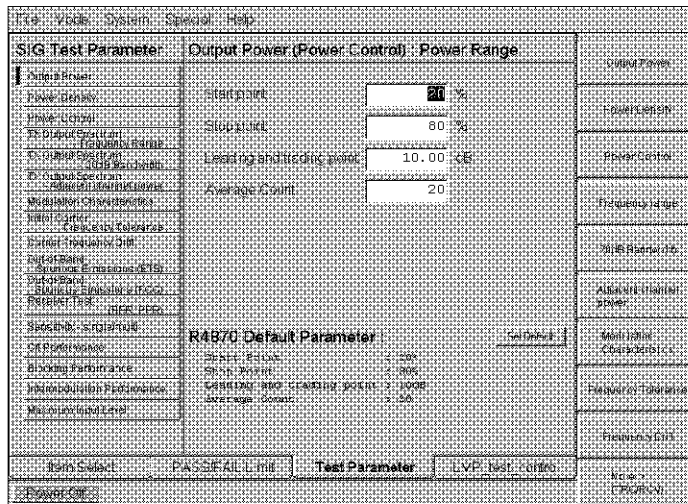 File Mode System Special Help
SIG Test Parameter
Output Power
Power Density
Power Control
TX Output Spectrum
Frequency Range
TX Output Spectrum
20dB Bandwidth
TX Output Spectrum
Adjacent channel power
Modulation Characteristics
Initial Carrier
Frequency Tolerance
Carrier Frequency Drift
Out-of-Band
Spurious Emissions (ETS)
Out-of-Band
Spurious Emissions (FCC)
Receiver Test
(BER, PER)
Sensitivity - single/multi
C/I Performance
Blocking Performance
Intermodulation Performance
Maximum Input Level
Output Power (Power Control) : Power Range
Start point 20 %
Stop point 80 %
Leading and trading point 10.00 dB
Average Count 20
R4870 Default Parameter :
Set Default
Start Point : 20%
Stop Point : 80%
Leading and trading point : 10dB
Average Count : 20
Output Power
Power Density
Power Control
Frequency range
20dB Bandwidth
Adjacent channel
power
Modulation
Characteristics
Frequency Tolerance
Frequency Drift
Item Select PASS/FAIL Limit Test Parameter LVP_test_control
Power Off